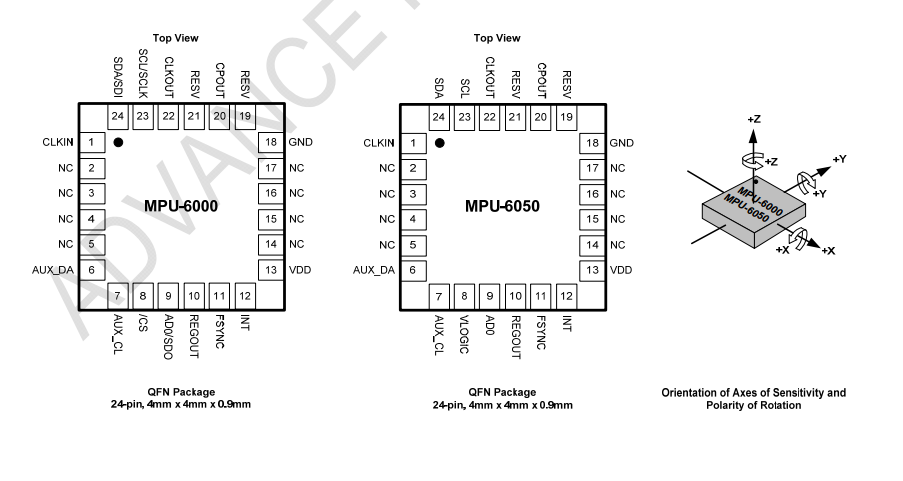 Top View
SDA/SDI
SCL/SCLK
CLKOUT
RESV
CPOUT
RESV
24 23 22 21 20 19
CLKIN 1 18 GND
NC 2 17 NC
NC 3 16 NC
MPU-6000
NC 4 15 NC
NC 5 14 NC
AUX_DA 6 13 VDD
7 8 9 10 11 12
AUX_CL
/CS
AD0/SDO
REGOUT
FSYNC
INT
QFN Package
24-pin, 4mm x 4mm x 0.9mm
Top View
SDA
SCL
CLKOUT
RESV
CPOUT
RESV
24 23 22 21 20 19
CLKIN 1 18 GND
NC 2 17 NC
NC 3 16 NC
MPU-6050
NC 4 15 NC
NC 5 14 NC
AUX_DA 6 13 VDD
7 8 9 10 11 12
AUX_CL
VLOGIC
AD0
REGOUT
FSYNC
INT
QFN Package
24-pin, 4mm x 4mm x 0.9mm
+Z
+Z
+Y
+Y
MPU-6000
MPU-6050
+X
+X
Orientation of Axes of Sensitivity and
Polarity of Rotation
ADVANCE